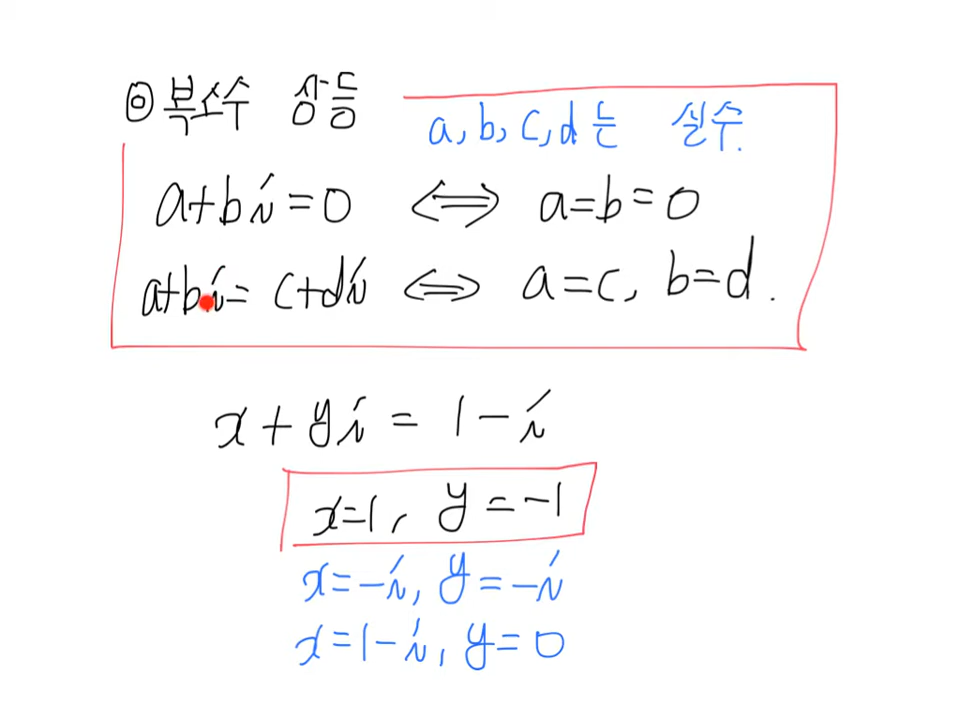 ◎ 복소수 상등
a, b, c, d 는 실수.
a+bi=0 ⟺ a=b=0
a+bi= c+di ⟺ a=c, b=d.
x+yi = 1-i
x=1, y=-1
x=-i, y=-i
x=1-i, y=0